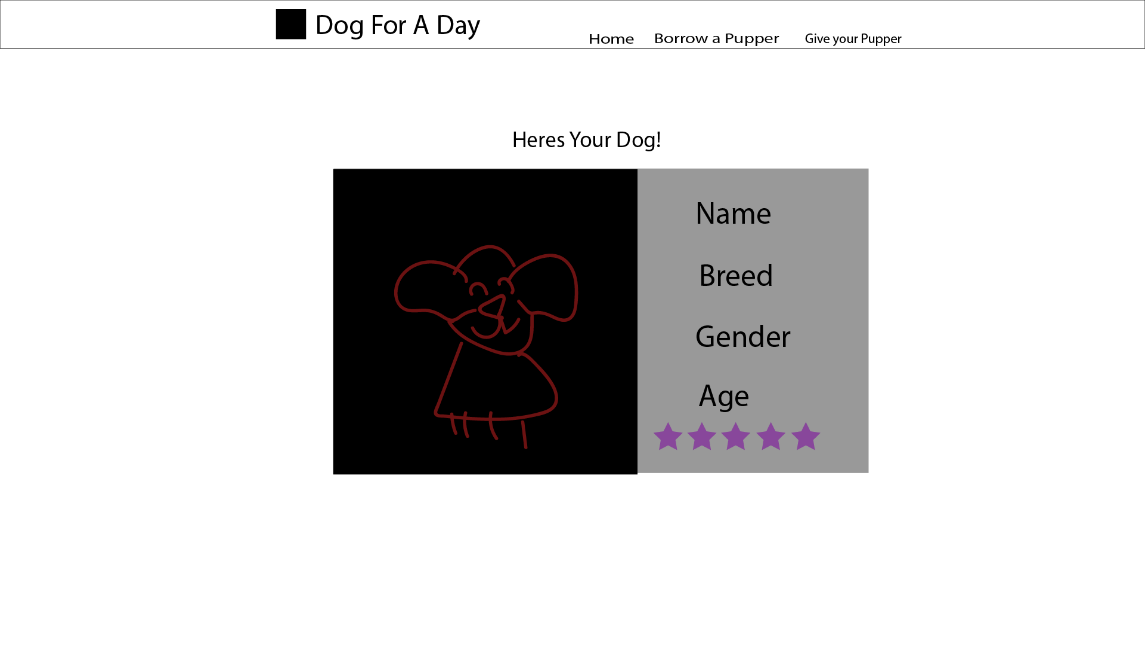 Dog For A Day
Home Borrow a Pupper Give your Pupper
Heres Your Dog!
Name
Breed
Gender
Age